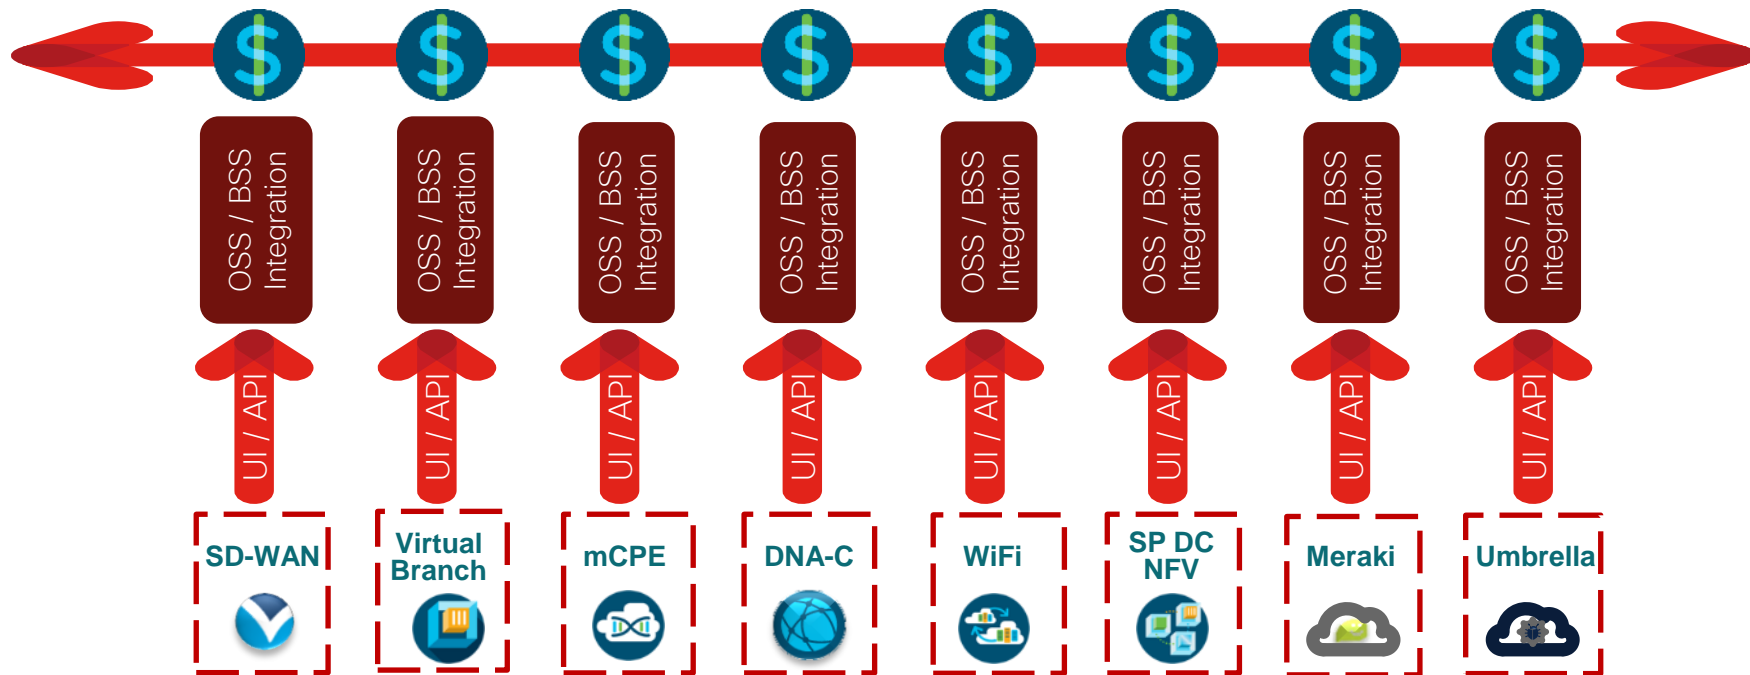 $ $ $ $ $ $ $ $
OSS / BSS
Integration
OSS / BSS
Integration
OSS / BSS
Integration
OSS / BSS
Integration
OSS / BSS
Integration
OSS / BSS
Integration
OSS / BSS
Integration
OSS / BSS
Integration
UI / API
UI / API
UI / API
UI / API
UI / API
UI / API
UI / API
UI / API
SD-WAN
Virtual
Branch
mCPE
DNA-C
WiFi
SP DC
NFV
Meraki
Umbrella